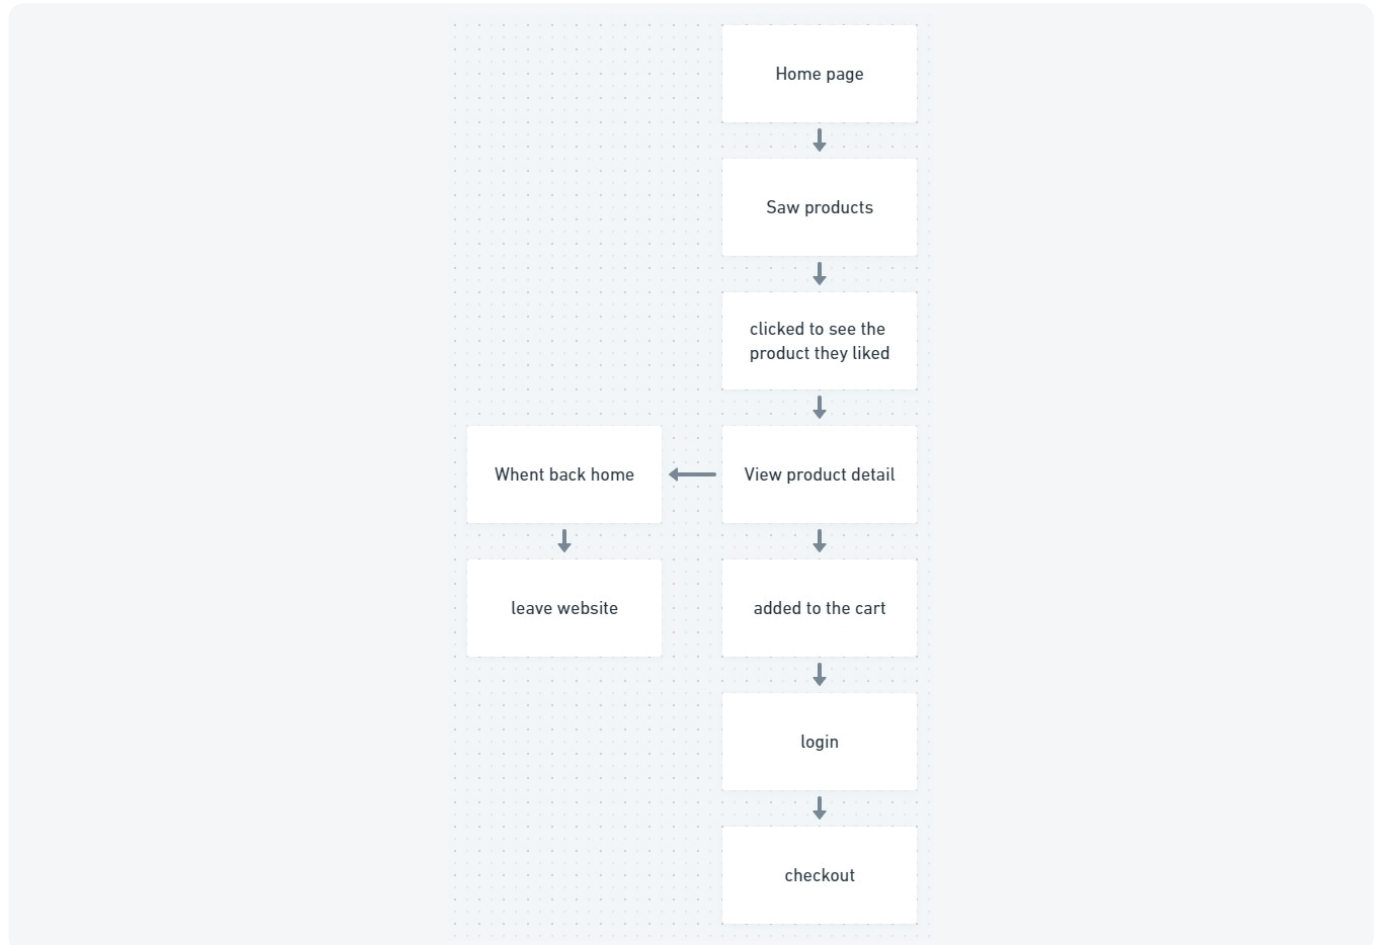 Home page
Saw products
clicked to see the
product they liked
Whent back home
View product detail
leave website
added to the cart
login
checkout